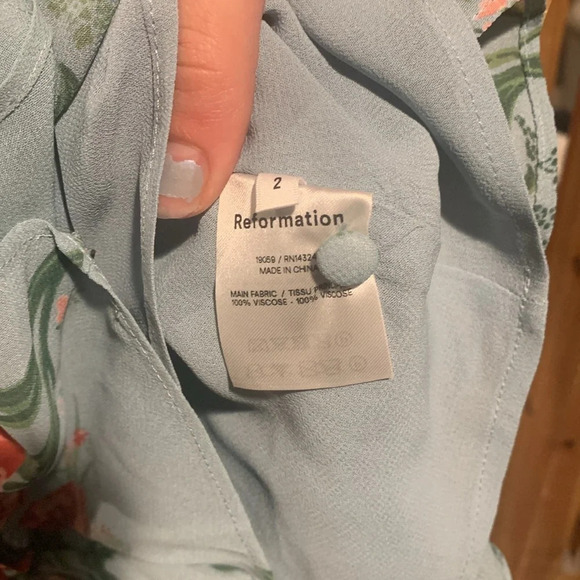 2
Reformation
19059 / RN14324
MADE IN CHINA
MAIN FABRIC / TISSU
100% VISCOSE - 100% VISCOSE